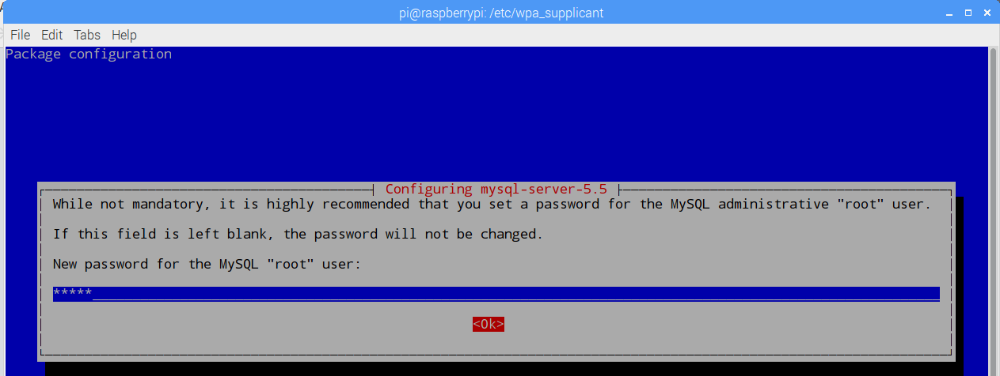 pi@raspberrypi: /etc/wpa_supplicant
File Edit Tabs Help
Package configuration
Configuring mysql-server-5.5
While not mandatory, it is highly recommended that you set a password for the MySQL administrative "root" user.
If this field is left blank, the password will not be changed.
New password for the MySQL "root" user:
*****
<Ok>